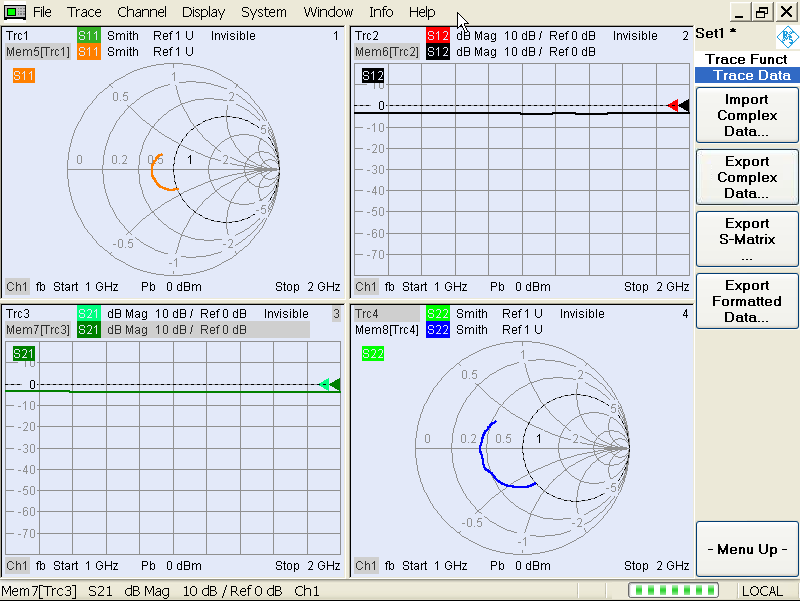 File Trace Channel Display System Window Info Help
Trc1 S11 Smith Ref 1 U Invisible 1
Mem5[Trc1] S11 Smith Ref 1 U
S11
0.5
5
0 0.2 0.5 1 2
-5
-0.5 -2
-1
Ch1 fb Start 1 GHz Pb 0 dBm Stop 2 GHz
Trc2 S12 dB Mag 10 dB / Ref 0 dB Invisible 2
Mem6[Trc2] S12 dB Mag 10 dB / Ref 0 dB
S12
0
-10
-20
-30
-40
-50
-60
-70
Ch1 fb Start 1 GHz Pb 0 dBm Stop 2 GHz
Trc3 S21 dB Mag 10 dB / Ref 0 dB Invisible 3
Mem7[Trc3] S21 dB Mag 10 dB / Ref 0 dB
S21
10
0
-10
-20
-30
-40
-50
-60
-70
Ch1 fb Start 1 GHz Pb 0 dBm Stop 2 GHz
Trc4 S22 Smith Ref 1 U Invisible 4
Mem8[Trc4] S22 Smith Ref 1 U
S22
1
0.5 2
5
0 0.2 0.5 1 2
-5
-0.5 -2
-1
Ch1 fb Start 1 GHz Pb 0 dBm Stop 2 GHz
Set1 *
Trace Funct
Trace Data
Import
Complex
Data...
Export
Complex
Data...
Export
S-Matrix
...
Export
Formatted
Data...
- Menu Up -
Mem7[Trc3] S21 dB Mag 10 dB / Ref 0 dB Ch1 LOCAL